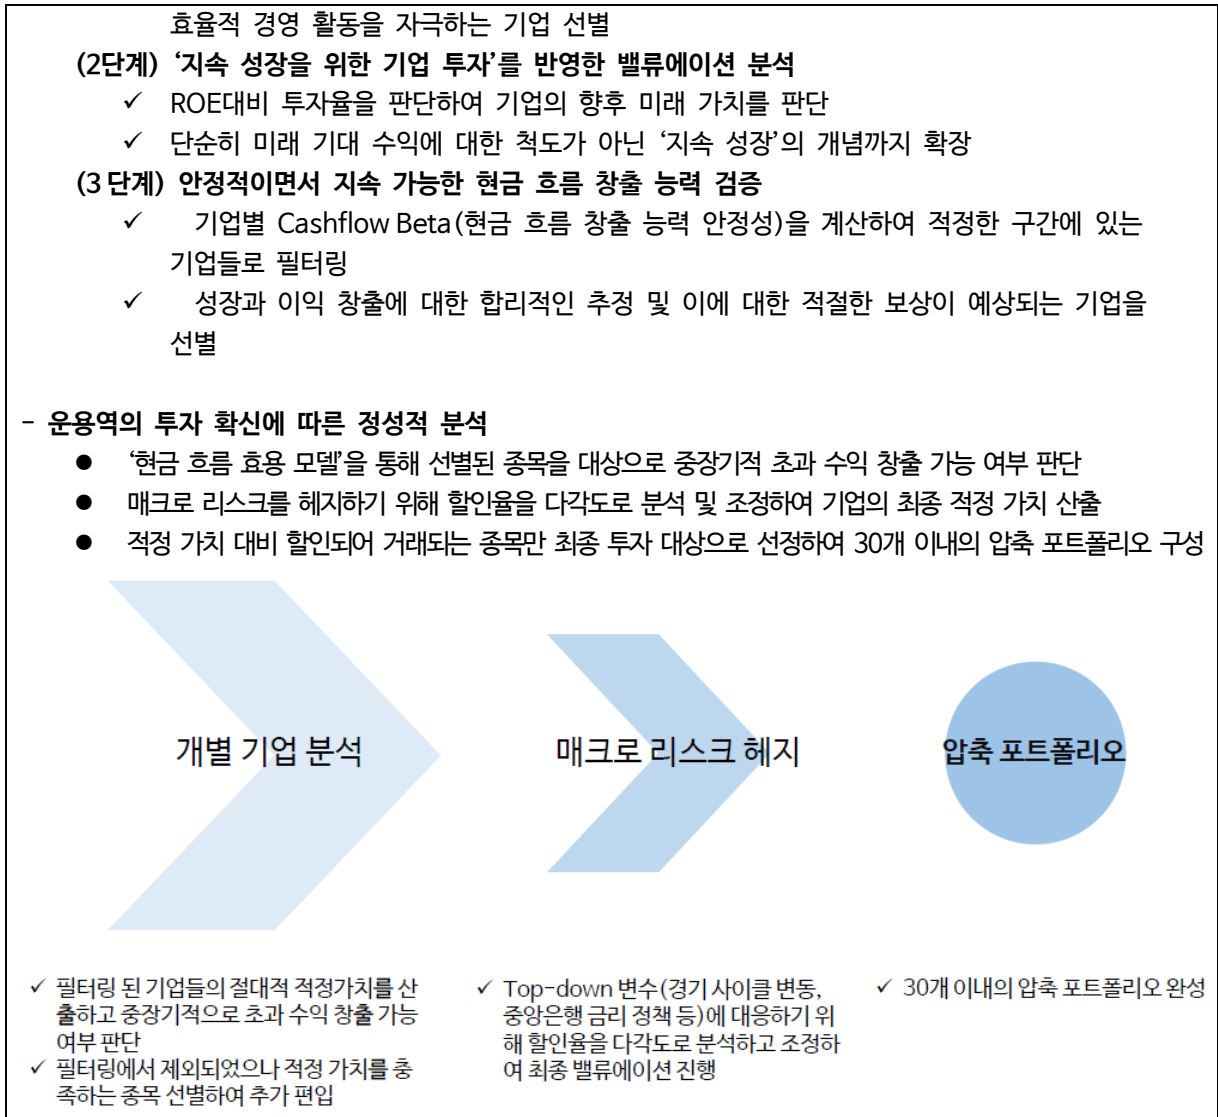 효율적 경영 활동을 자극하는 기업 선별
(2단계) ‘지속 성장을 위한 기업 투자’를 반영한 밸류에이션 분석
✓ ROE대비 투자율을 판단하여 기업의 향후 미래 가치를 판단
✓ 단순히 미래 기대 수익에 대한 척도가 아닌 ‘지속 성장’의 개념까지 확장
(3단계) 안정적이면서 지속 가능한 현금 흐름 창출 능력 검증
✓ 기업별 Cashflow Beta(현금 흐름 창출 능력 안정성)을 계산하여 적정한 구간에 있는
기업들로 필터링
✓ 성장과 이익 창출에 대한 합리적인 추정 및 이에 대한 적절한 보상이 예상되는 기업을
선별
- 운용역의 투자 확신에 따른 정성적 분석
● ‘현금 흐름 효용 모델’을 통해 선별된 종목을 대상으로 중장기적 초과 수익 창출 가능 여부 판단
● 매크로 리스크를 헤지하기 위해 할인율을 다각도로 분석 및 조정하여 기업의 최종 적정 가치 산출
● 적정 가치 대비 할인되어 거래되는 종목만 최종 투자 대상으로 선정하여 30개 이내의 압축 포트폴리오 구성
개별 기업 분석
매크로 리스크 헤지
압축 포트폴리오
✓ 필터링 된 기업들의 절대적 적정가치를 산
출하고 중장기적으로 초과 수익 창출 가능
여부 판단
✓ 필터링에서 제외되었으나 적정 가치를 충
족하는 종목 선별하여 추가 편입
✓ Top-down 변수(경기 사이클 변동,
중앙은행 금리 정책 등)에 대응하기 위
해 할인율을 다각도로 분석하고 조정하
여 최종 밸류에이션 진행
✓ 30개 이내의 압축 포트폴리오 완성